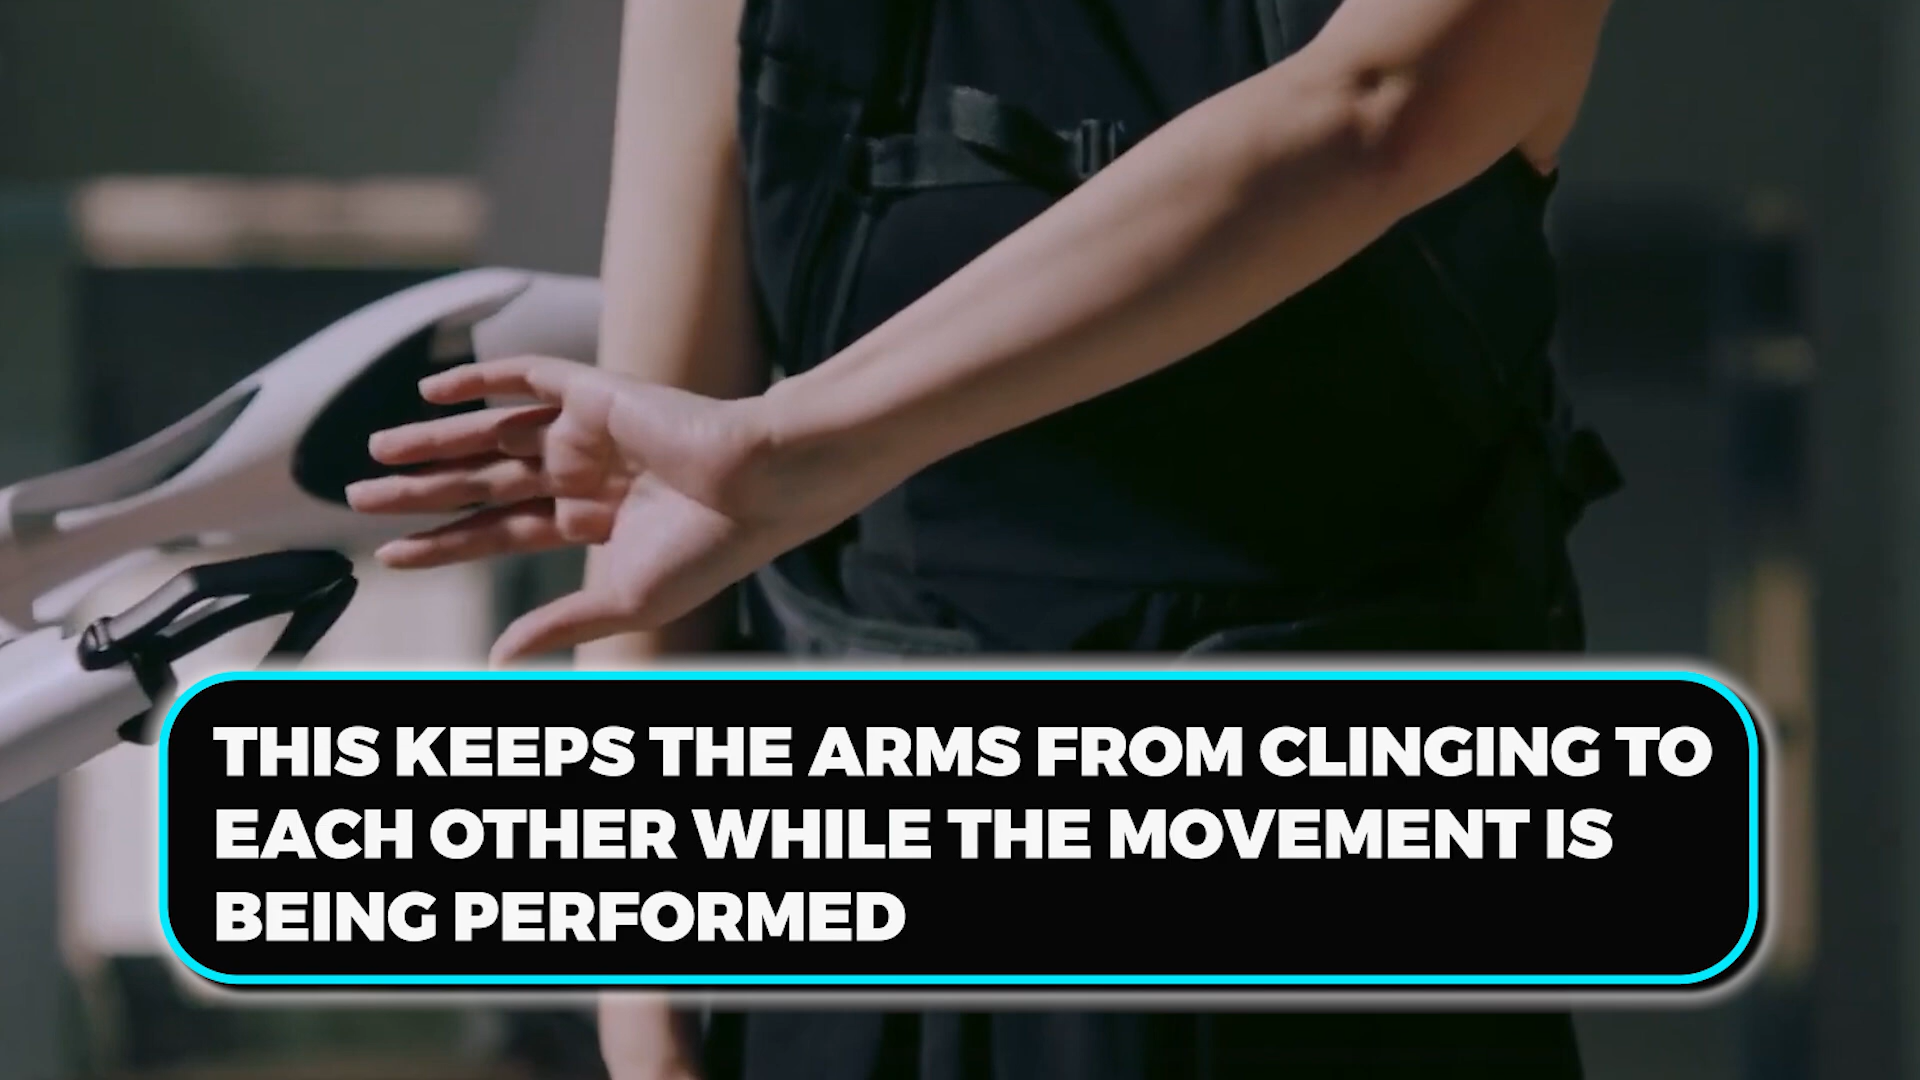 THIS KEEPS THE ARMS FROM CLINGING TO
EACH OTHER WHILE THE MOVEMENT IS
BEING PERFORMED